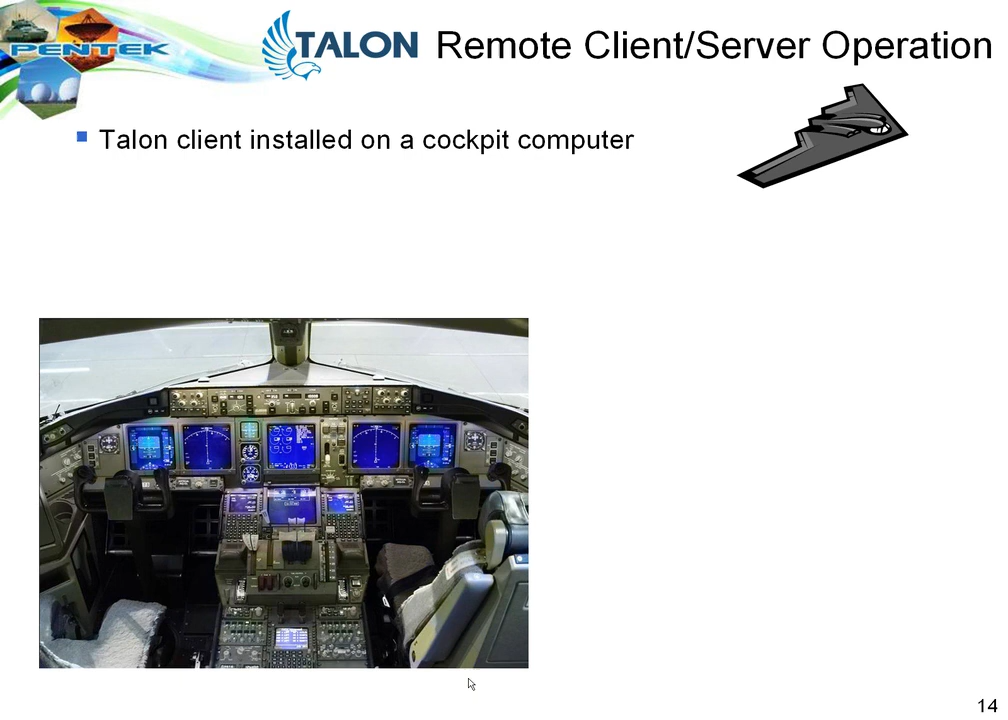 PENTEK
TALON Remote Client/Server Operation
Talon client installed on a cockpit computer
14